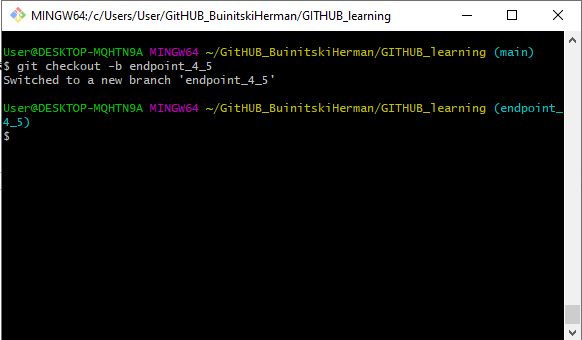 MINGW64:/c/Users/User/GitHUB_BuinitskiHerman/GITHUB_learning
User@DESKTOP-MQHTN9A MINGW64 ~/GitHUB_BuinitskiHerman/GITHUB_learning (main)
$ git checkout -b endpoint_4_5
Switched to a new branch 'endpoint_4_5'
User@DESKTOP-MQHTN9A MINGW64 ~/GitHUB_BuinitskiHerman/GITHUB_learning (endpoint_
4_5)
$